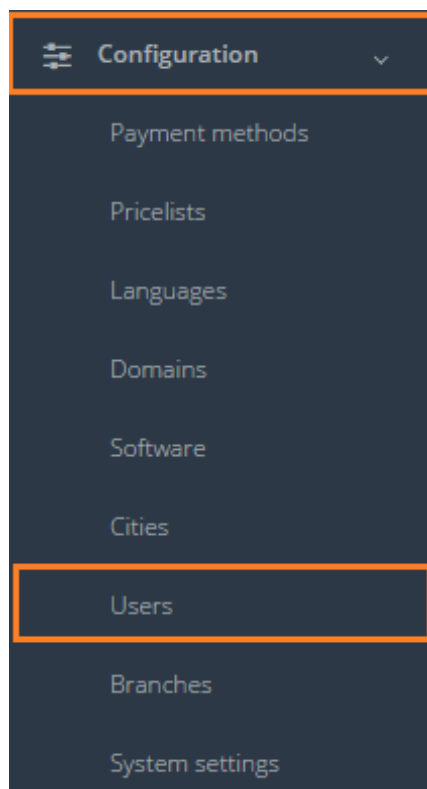 Configuration
Payment methods
Pricelists
Languages
Domains
Software
Cities
Users
Branches
System settings